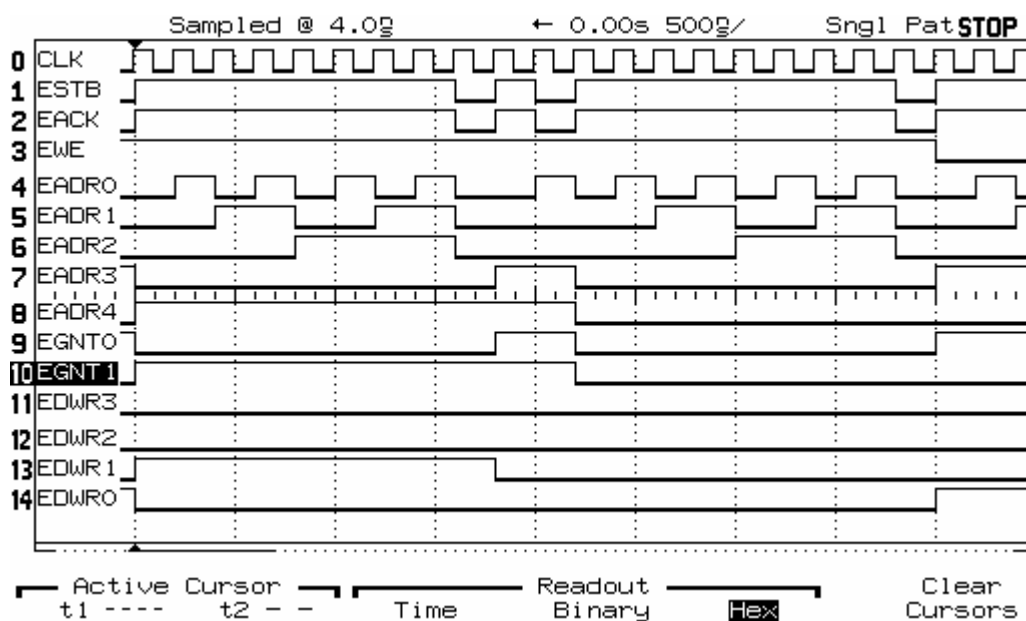 Sampled @ 4.0 ← 0.00s 500 / Sngl Pat STOP
0 CLK
1 ESTB
2 EACK
3 EWE
4 EADR0
5 EADR1
6 EADR2
7 EADR3
8 EADR4
9 EGNT0
10 EGNT1
11 EDWR3
12 EDWR2
13 EDWR1
14 EDWR0
Active Cursor Readout Clear
t1 ---- t2 - - Time Binary Hex Cursors